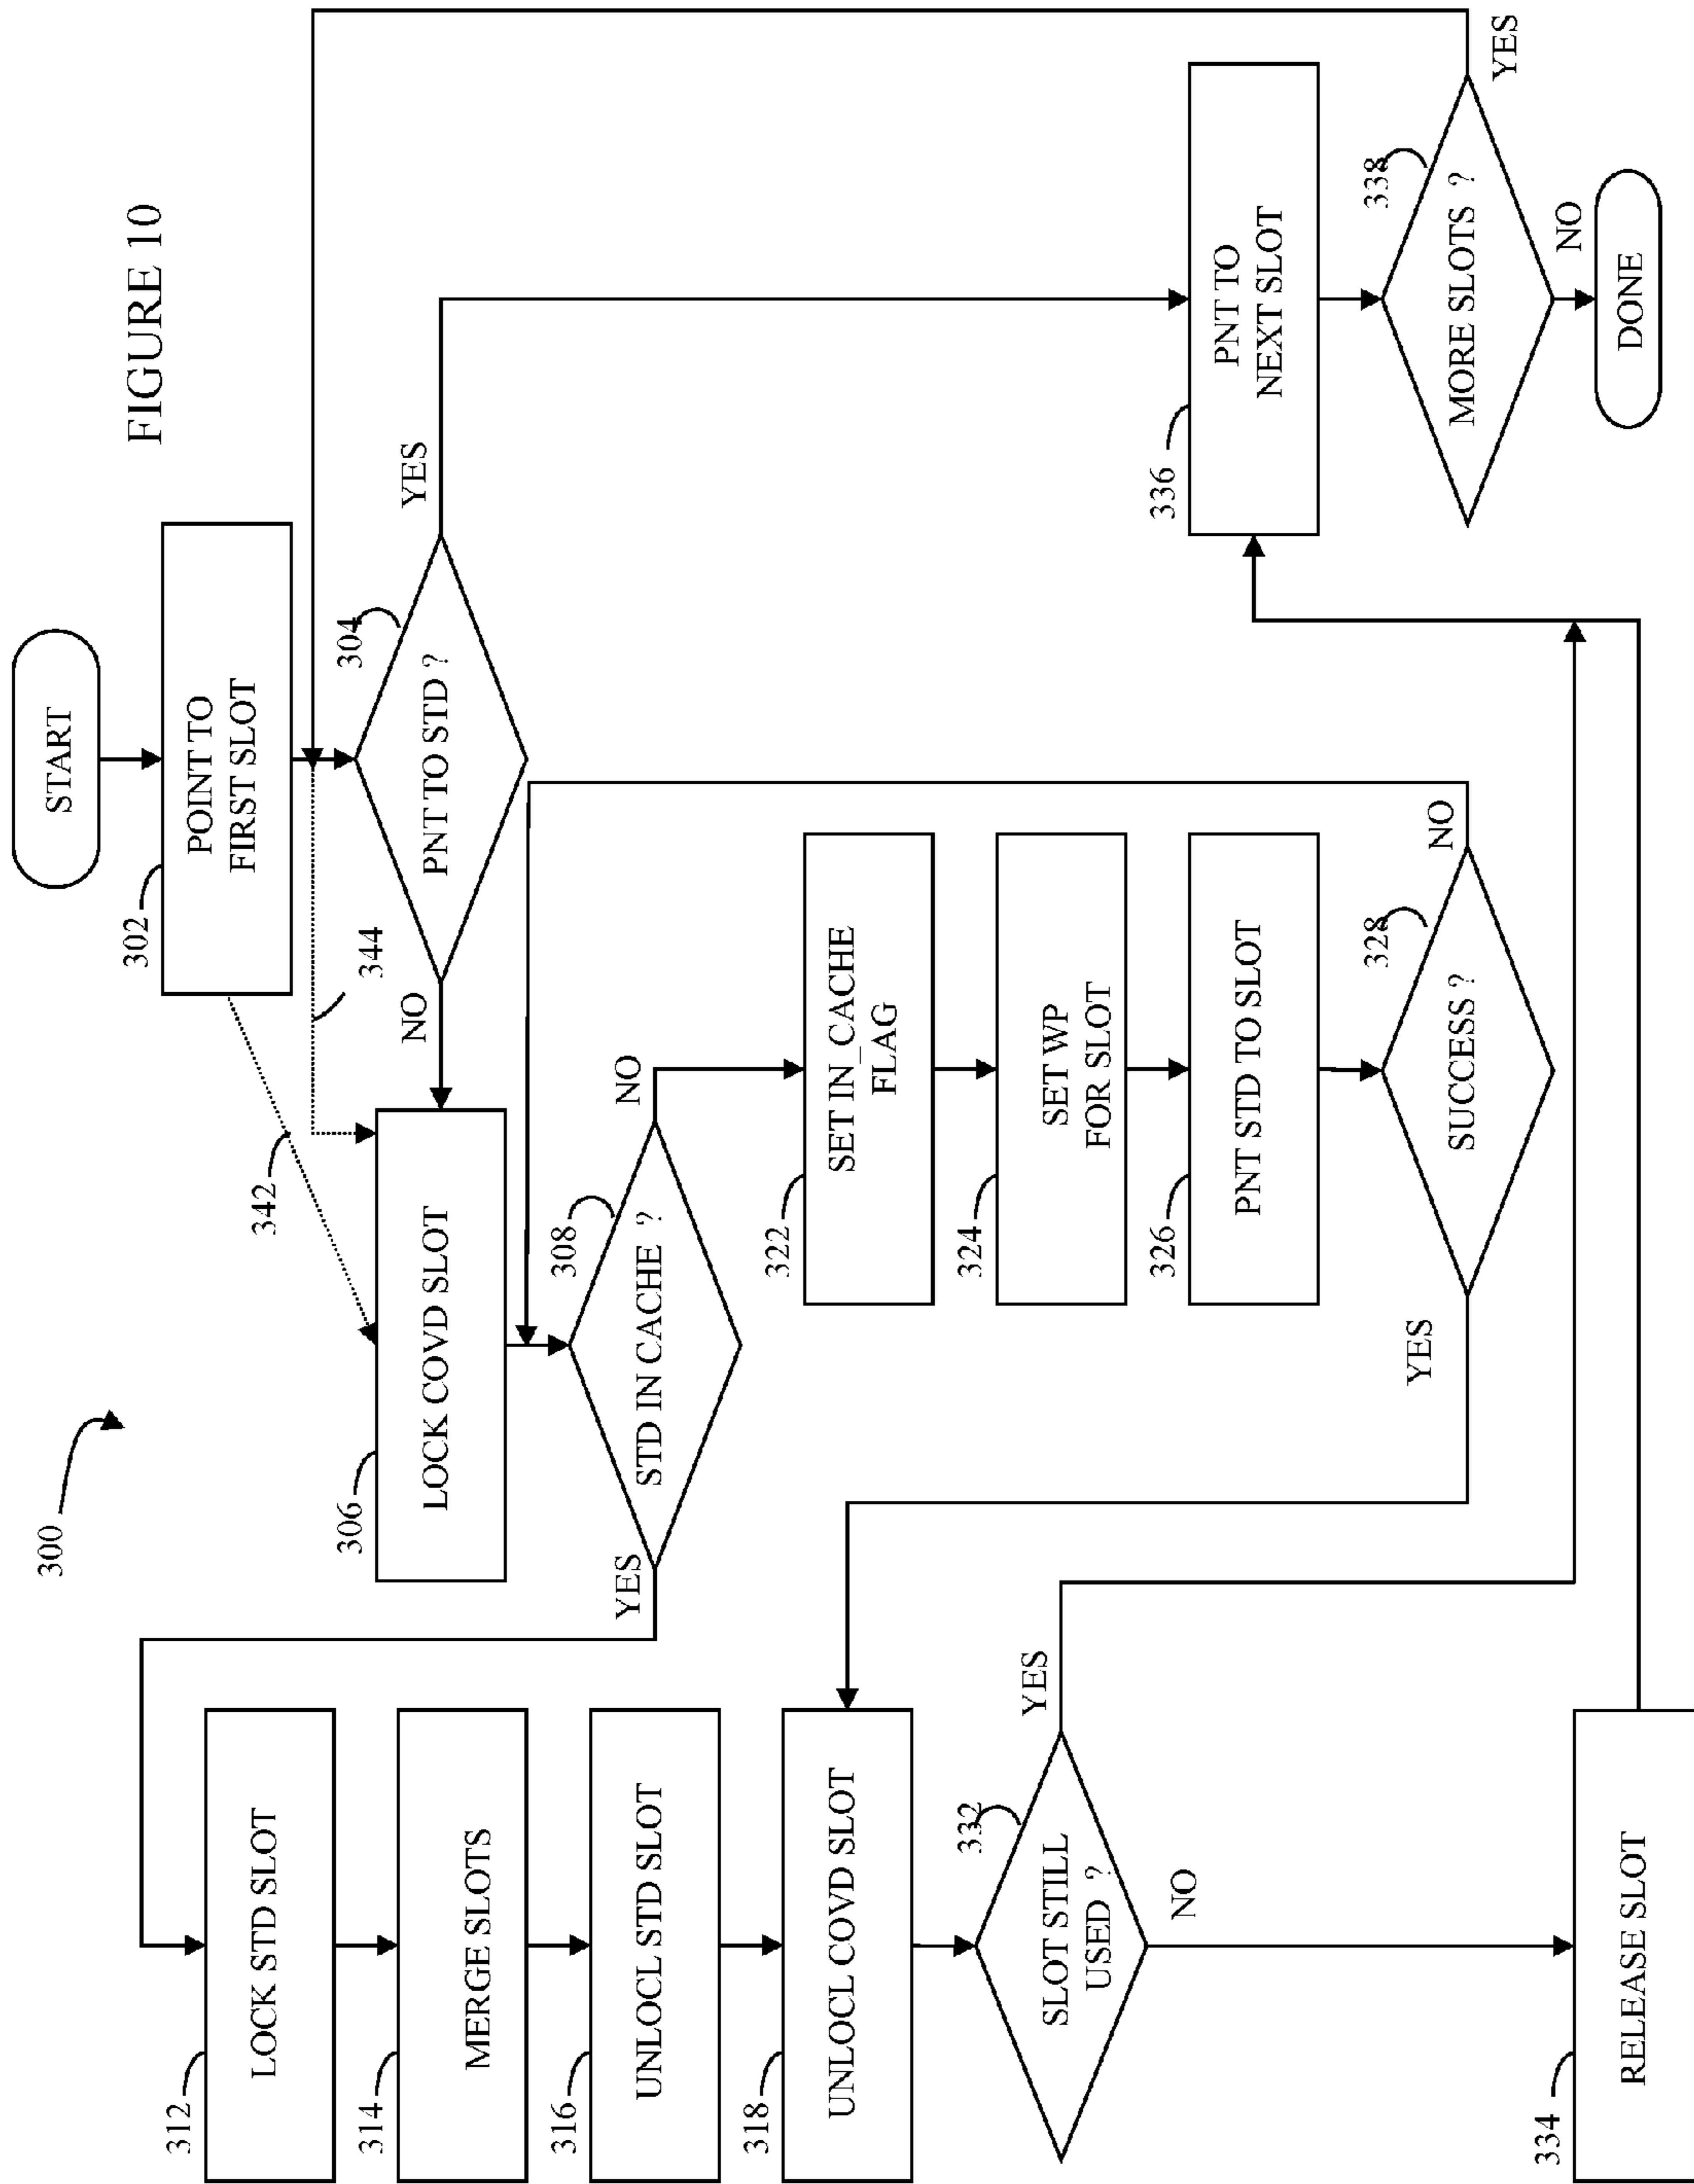 FIGURE 10
300
START
302
POINT TO
FIRST SLOT
342
344
304
PNT TO STD ?
YES
NO
306
LOCK COVD SLOT
308
STD IN CACHE ?
YES
NO
312
LOCK STD SLOT
314
MERGE SLOTS
316
UNLOCL STD SLOT
318
UNLOCL COVD SLOT
322
SET IN_CACHE
FLAG
324
SET WP
FOR SLOT
326
PNT STD TO SLOT
328
SUCCESS ?
NO
YES
332
SLOT STILL
USED ?
YES
NO
334
RELEASE SLOT
336
PNT TO
NEXT SLOT
338
MORE SLOTS ?
YES
NO
DONE